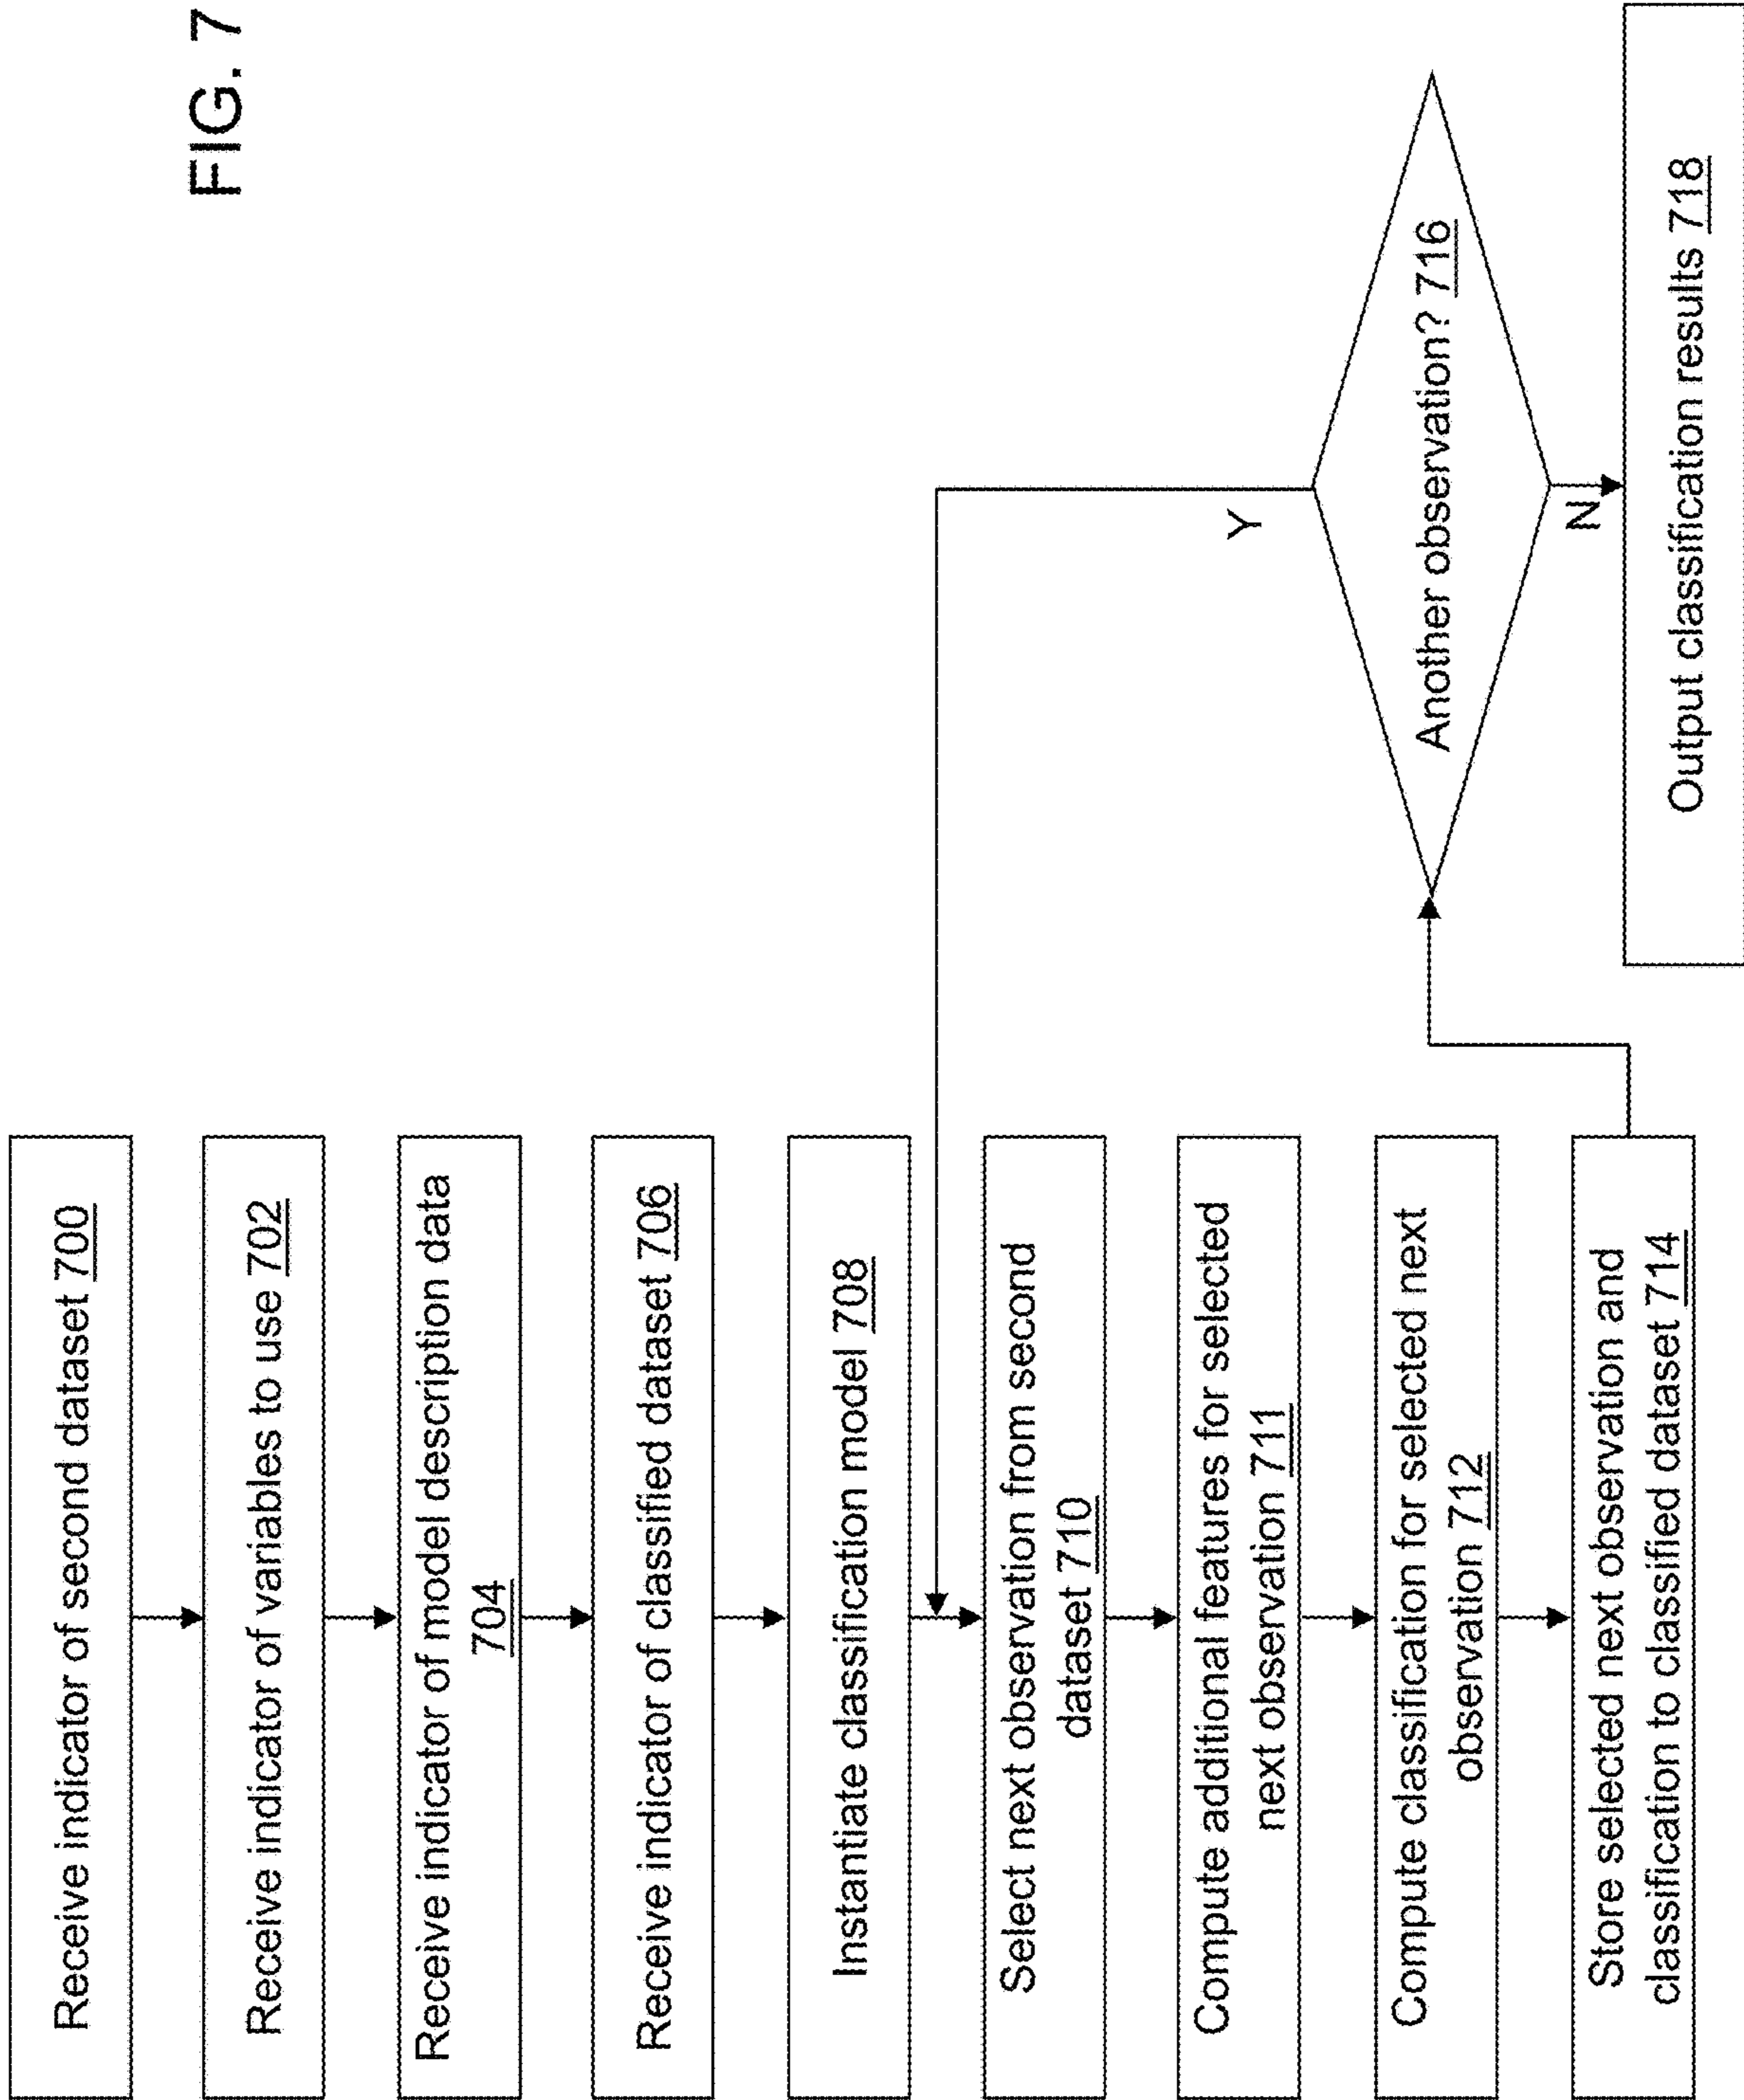 FIG. 7
Receive indicator of second dataset 700
Receive indicator of variables to use 702
Receive indicator of model description data
704
Receive indicator of classified dataset 706
Instantiate classification model 708
Select next observation from second
dataset 710
Compute additional features for selected
next observation 711
Compute classification for selected next
observation 712
Store selected next observation and
classification to classified dataset 714
Y
Another observation? 716
N
Output classification results 718